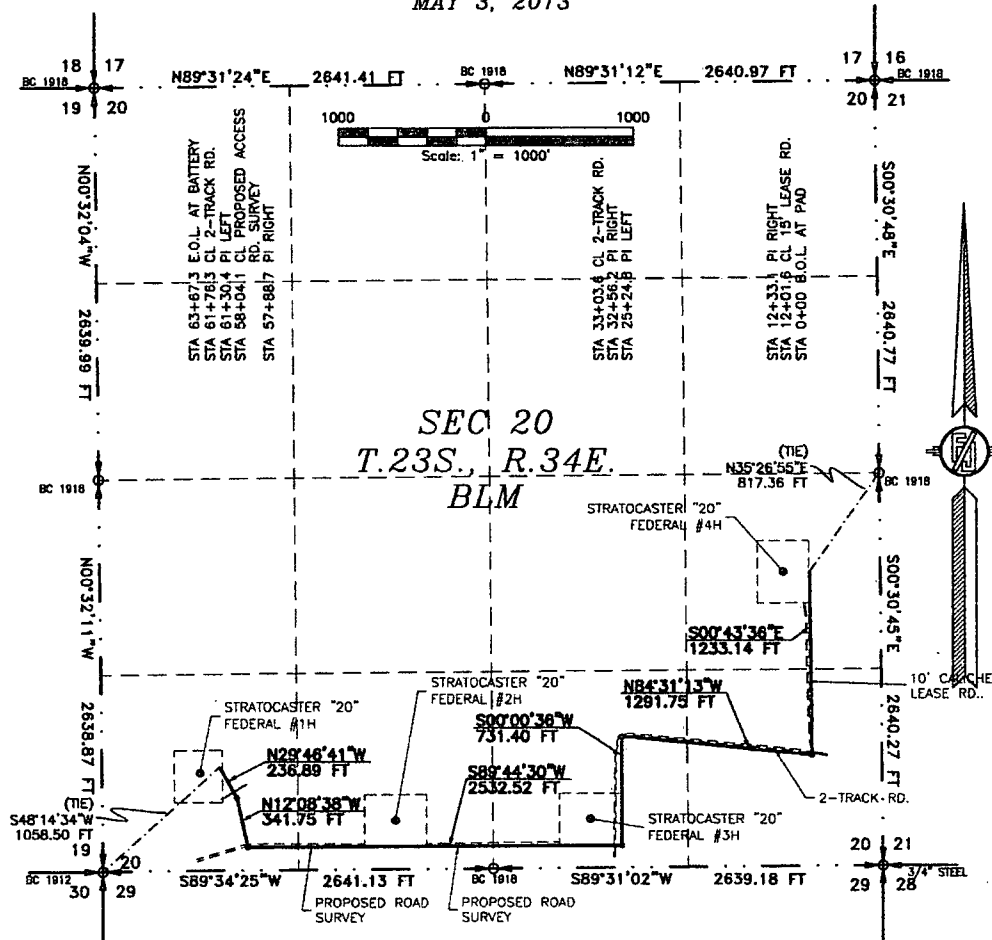 MAY 3, 2013
18 17
17 16
BC 1918
N89°31'24"E 2641.41 FT
BC 1918
N89°31'12"E 2640.97 FT
BC 1918
19 20
20 21
1000 0 1000
Scale: 1" = 1000'
N00°32'04"W 2639.99 FT
STA 63+67.3 E.O.L. AT BATTERY
STA 61+76.3 CL 2-TRACK RD.
STA 61+30.4 PI LEFT
STA 58+04.1 CL PROPOSED ACCESS
RD. SURVEY
STA 57+88.7 PI RIGHT
STA 33+03.6 CL 2-TRACK RD.
STA 32+56.2 PI RIGHT
STA 25+24.8 PI LEFT
STA 12+33.1 PI RIGHT
STA 12+01.6 CL 15' LEASE RD.
STA 0+00 B.O.L. AT PAD
S00°30'48"E 2640.77 FT
SEC 20
T.23S., R.34E.
BLM
(TIE)
N35°26'55"E
817.36 FT
BC 1918
BC 1918
STRATOCASTER "20"
FEDERAL #4H
N00°32'11"W 2638.87 FT
S00°30'45"E 2640.27 FT
S00°43'36"E
1233.14 FT
10' CALICHE
LEASE RD..
STRATOCASTER "20"
FEDERAL #2H
N84°31'13"W
1291.75 FT
STRATOCASTER "20"
FEDERAL #1H
S00°00'36"W
731.40 FT
N29°46'41"W
236.89 FT
S89°44'30"W
2532.52 FT
2-TRACK RD.
N12°08'38"W
341.75 FT
(TIE)
S48°14'34"W
1058.50 FT
STRATOCASTER "20"
FEDERAL #3H
19 20
20 21
BC 1912
30 29
S89°34'25"W 2641.13 FT
BC 1918
S89°31'02"W 2639.18 FT
29 28
3/4" STEEL
PROPOSED ROAD
SURVEY
PROPOSED ROAD
SURVEY